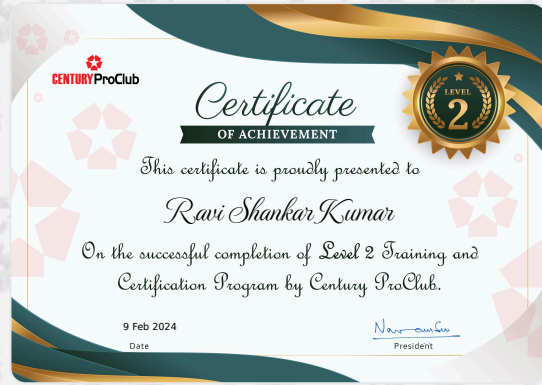 CENTURY ProClub
Certificate
OF ACHIEVEMENT
LEVEL
2
This certificate is proudly presented to
Ravi Shankar Kumar
On the successful completion of Level 2 Training and
Certification Program by Century ProClub.
9 Feb 2024
Date
President